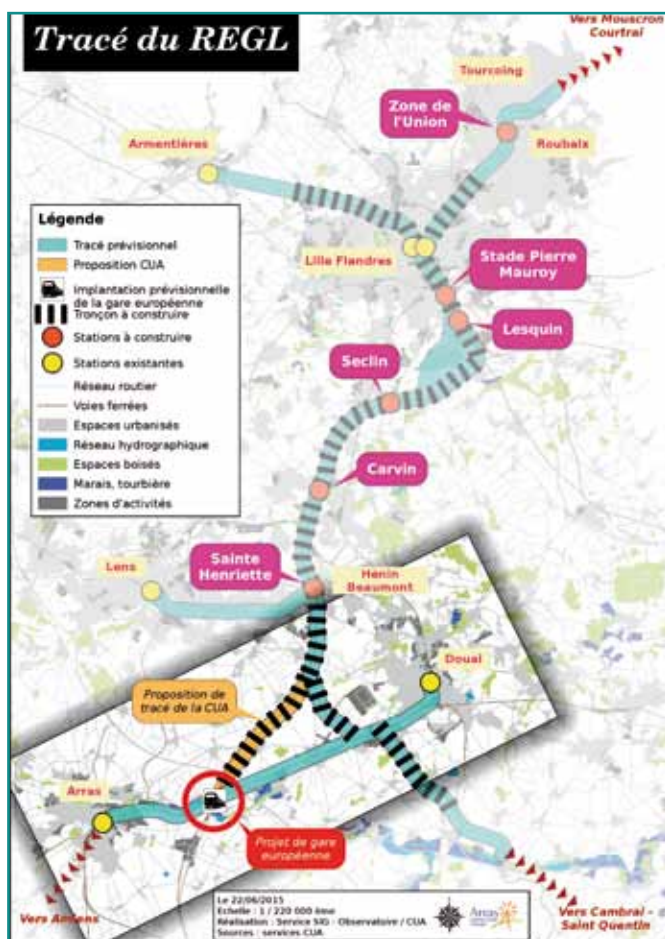 Tracé du REGL
Vers Mouscron
Courtrai
Tourcoing
Zone de
l'Union
Roubaix
Armentières
Légende
Tracé prévisionnel
Proposition CUA
Implantation prévisionnelle
de la gare européenne
Tronçon à construire
Stations à construire
Stations existantes
Réseau routier
Voies ferrées
Espaces urbanisés
Réseau hydrographique
Espaces boisés
Marais, tourbière
Zones d'activités
Lille Flandres
Stade Pierre
Mauroy
Lesquin
Seclin
Carvin
Sainte
Henriette
Lens
Hénin
Beaumont
Douai
Proposition de
tracé de la CUA
Arras
Projet de gare
européenne
Vers Amiens
Le 22/06/2015
Echelle : 1 / 220 000 ème
Réalisation : Service SIG - Observatoire / CUA
Sources : services CUA
Arras
Vers Cambrai -
Saint Quentin